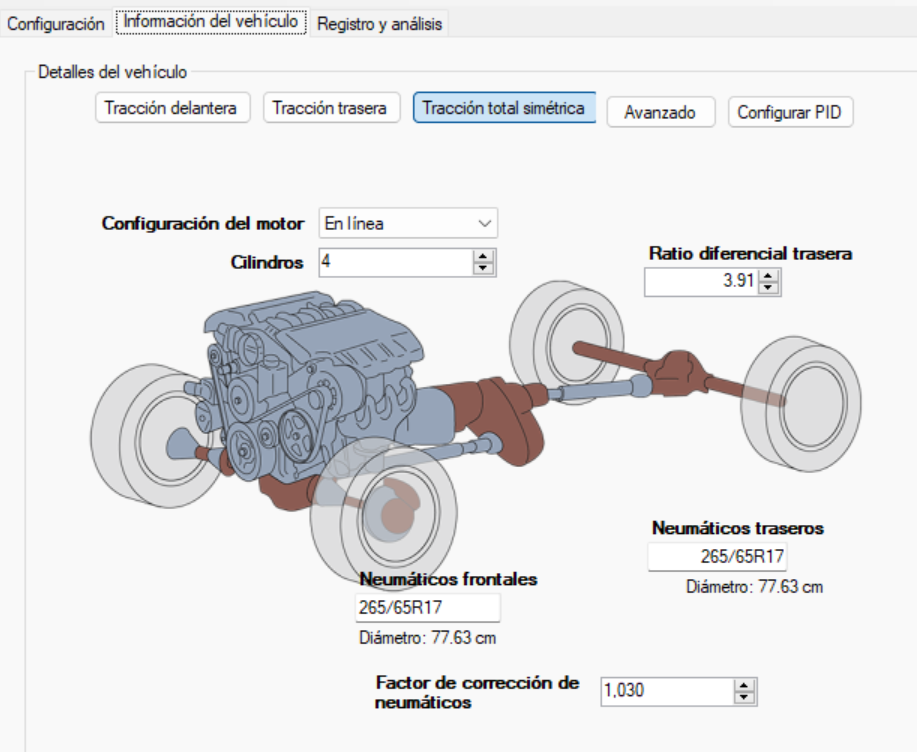 Configuración
Información del vehículo
Registro y análisis
Detalles del vehículo
Tracción delantera
Tracción trasera
Tracción total simétrica
Avanzado
Configurar PID
Configuración del motor
En línea
Cilindros
4
Ratio diferencial trasera
3.91
Neumáticos traseros
265/65R17
Diámetro: 77.63 cm
Neumáticos frontales
265/65R17
Diámetro: 77.63 cm
Factor de corrección de
neumáticos
1,030